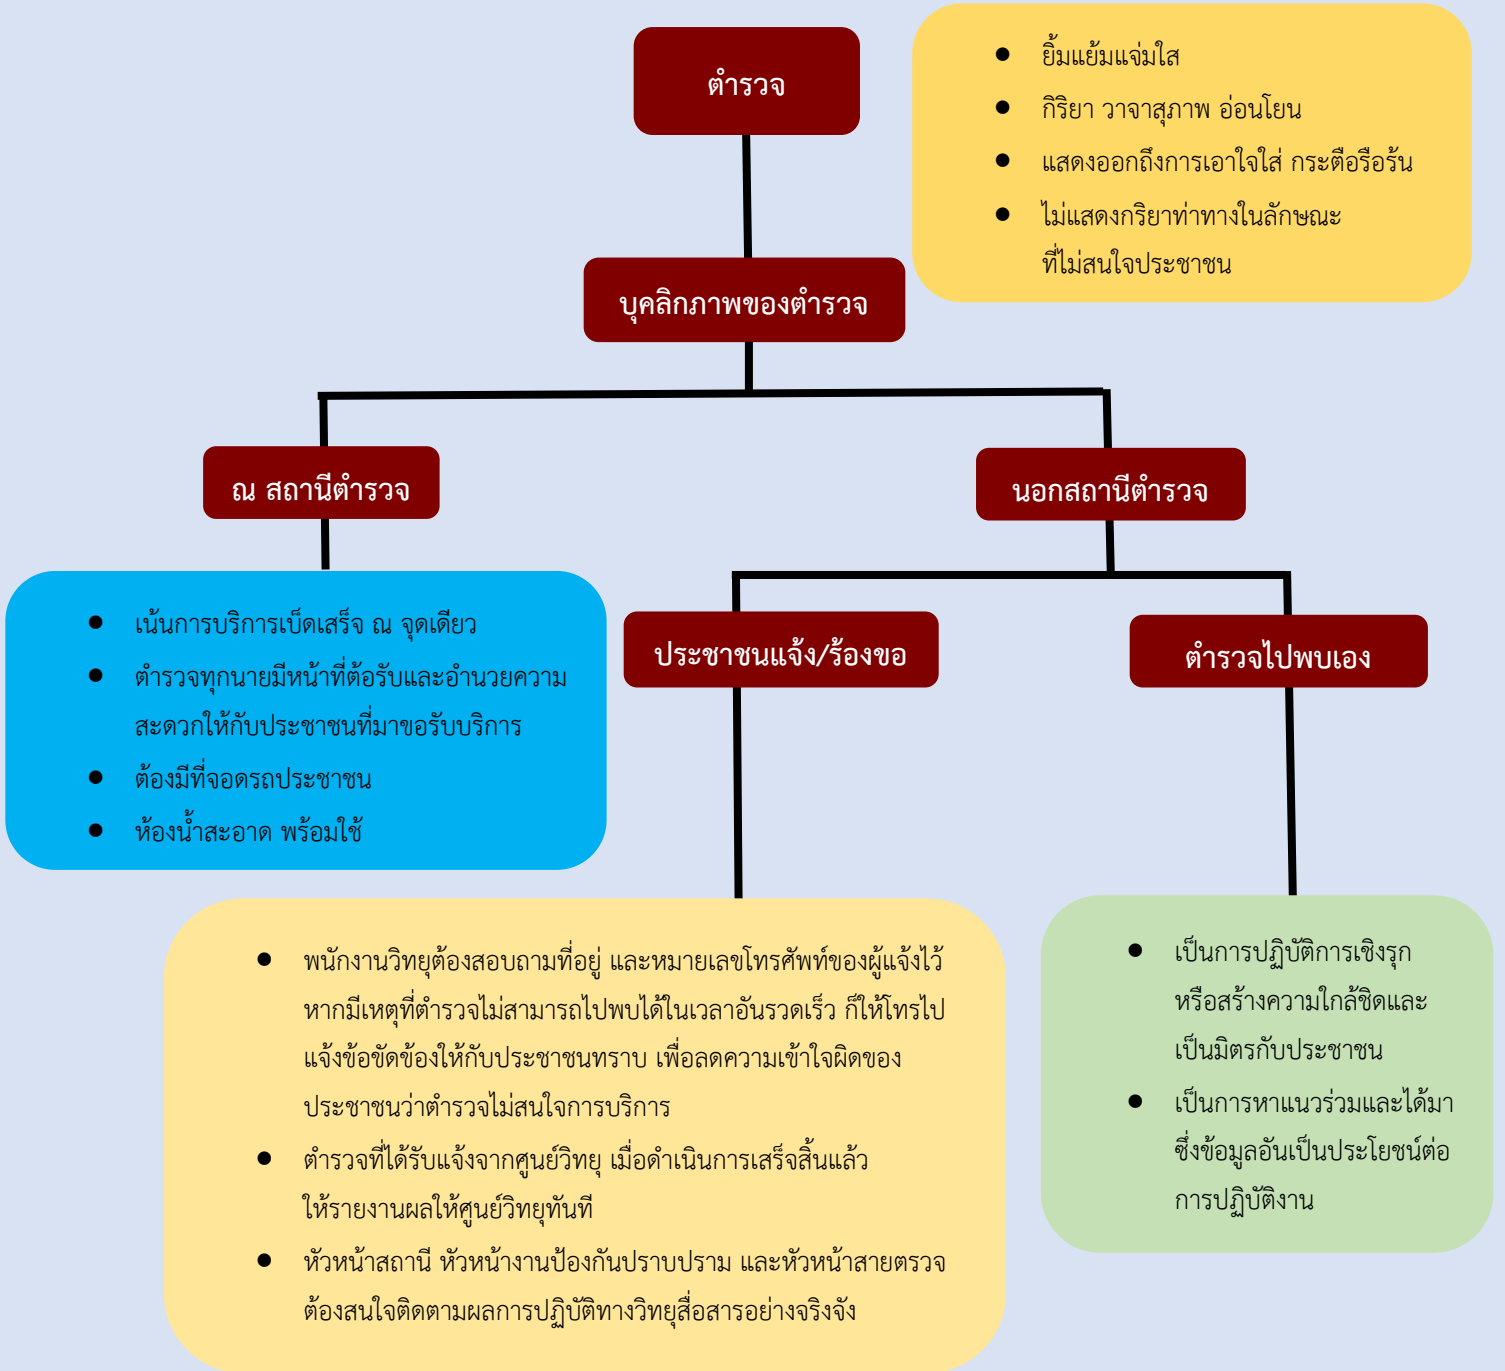 ตำรวจ
• ยิ้มแย้มแจ่มใส
• กิริยา วาจาสุภาพ อ่อนโยน
• แสดงออกถึงการเอาใจใส่ กระตือรือร้น
• ไม่แสดงกริยาท่าทางในลักษณะ
ที่ไม่สนใจประชาชน
บุคลิกภาพของตำรวจ
ณ สถานีตำรวจ
นอกสถานีตำรวจ
• เน้นการบริการเบ็ดเสร็จ ณ จุดเดียว
• ตำรวจทุกนายมีหน้าที่ต้อรับและอำนวยความ
สะดวกให้กับประชาชนที่มาขอรับบริการ
• ต้องมีที่จอดรถประชาชน
• ห้องน้ำสะอาด พร้อมใช้
ประชาชนแจ้ง/ร้องขอ
ตำรวจไปพบเอง
• พนักงานวิทยุต้องสอบถามที่อยู่ และหมายเลขโทรศัพท์ของผู้แจ้งไว้
หากมีเหตุที่ตำรวจไม่สามารถไปพบได้ในเวลาอันรวดเร็ว ก็ให้โทรไป
แจ้งข้อขัดข้องให้กับประชาชนทราบ เพื่อลดความเข้าใจผิดของ
ประชาชนว่าตำรวจไม่สนใจการบริการ
• ตำรวจที่ได้รับแจ้งจากศูนย์วิทยุ เมื่อดำเนินการเสร็จสิ้นแล้ว
ให้รายงานผลให้ศูนย์วิทยุทันที
• หัวหน้าสถานี หัวหน้างานป้องกันปราบปราม และหัวหน้าสายตรวจ
ต้องสนใจติดตามผลการปฏิบัติทางวิทยุสื่อสารอย่างจริงจัง
• เป็นการปฏิบัติการเชิงรุก
หรือสร้างความใกล้ชิดและ
เป็นมิตรกับประชาชน
• เป็นการหาแนวร่วมและได้มา
ซึ่งข้อมูลอันเป็นประโยชน์ต่อ
การปฏิบัติงาน